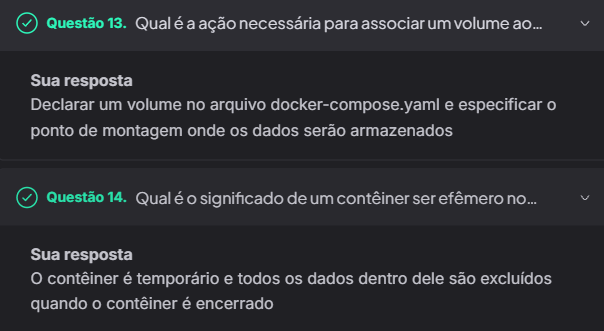 Questão 13. Qual é a ação necessária para associar um volume ao...
Sua resposta
Declarar um volume no arquivo docker-compose.yaml e especificar o
ponto de montagem onde os dados serão armazenados
Questão 14. Qual é o significado de um contêiner ser efêmero no...
Sua resposta
O contêiner é temporário e todos os dados dentro dele são excluídos
quando o contêiner é encerrado